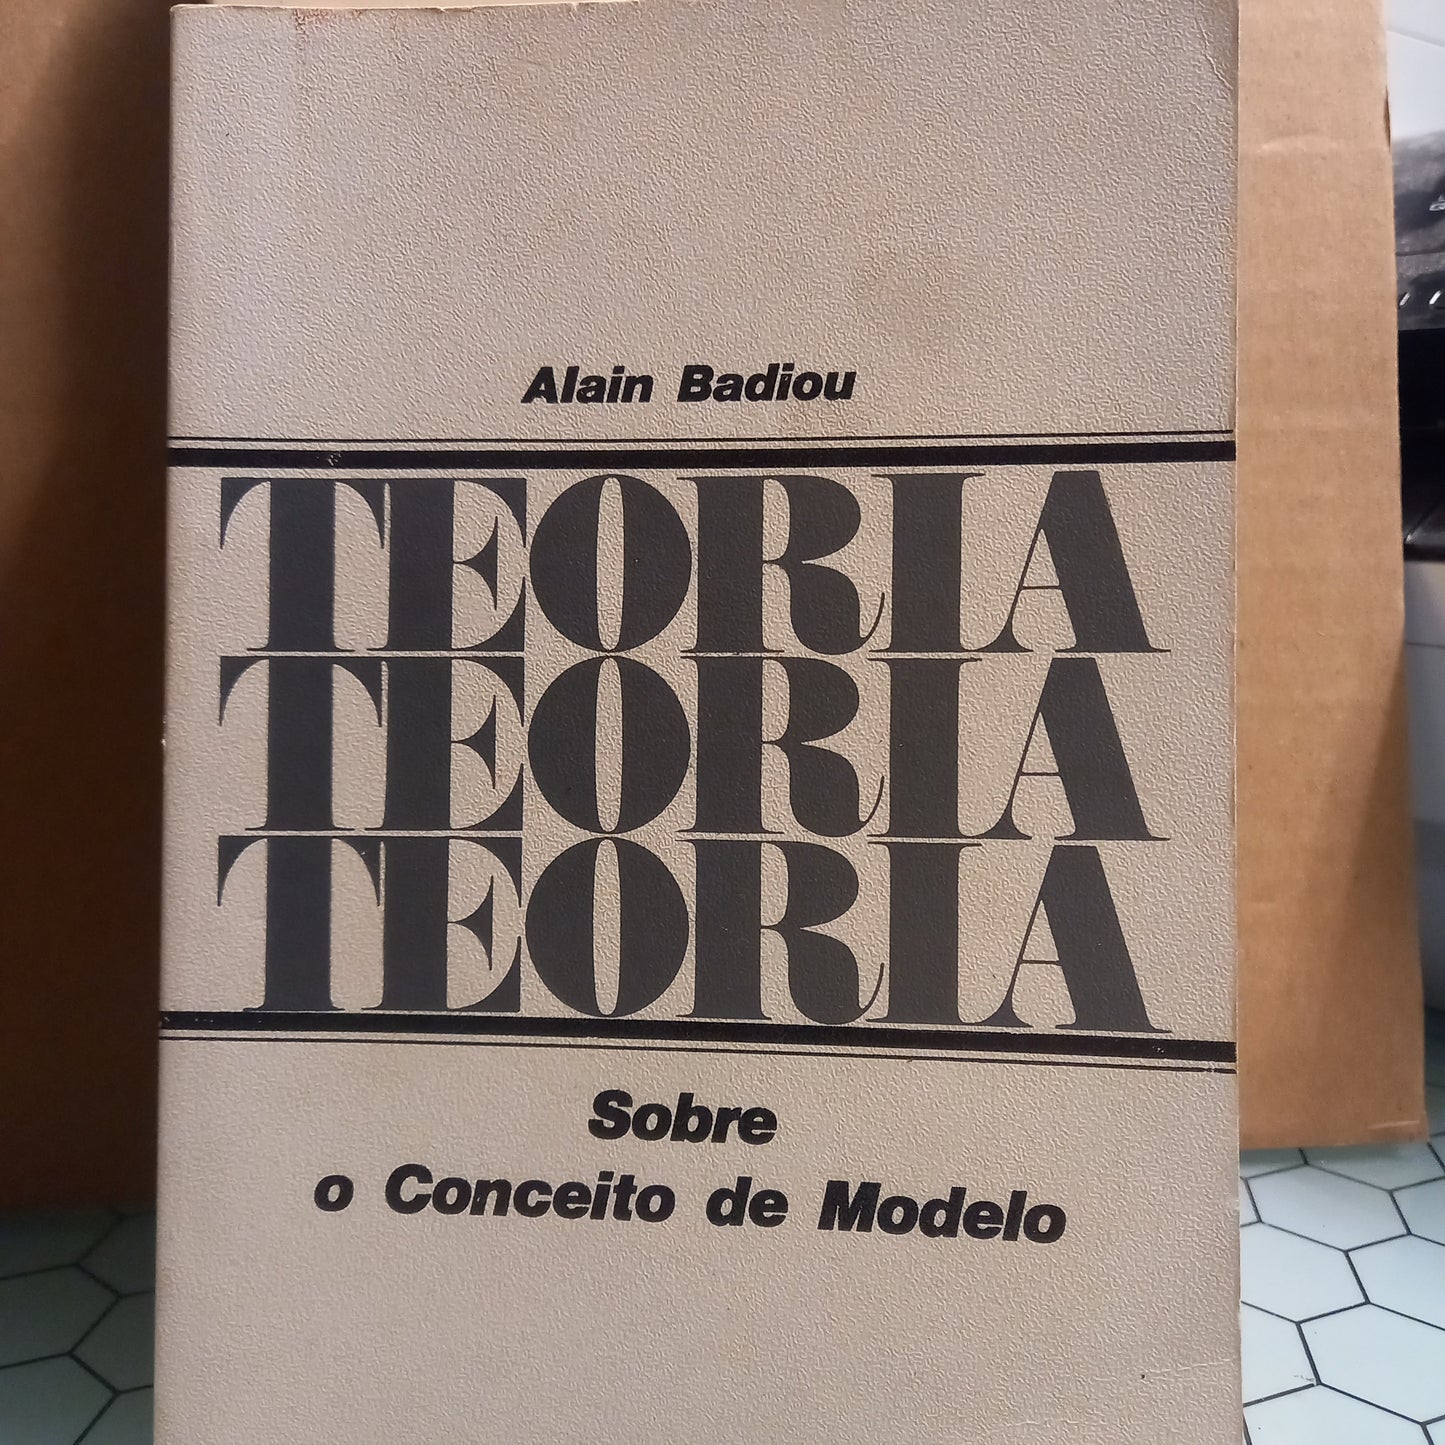 Alain Badiou
TEORIA
TEORIA
TEORIA
Sobre
o Conceito de Modelo